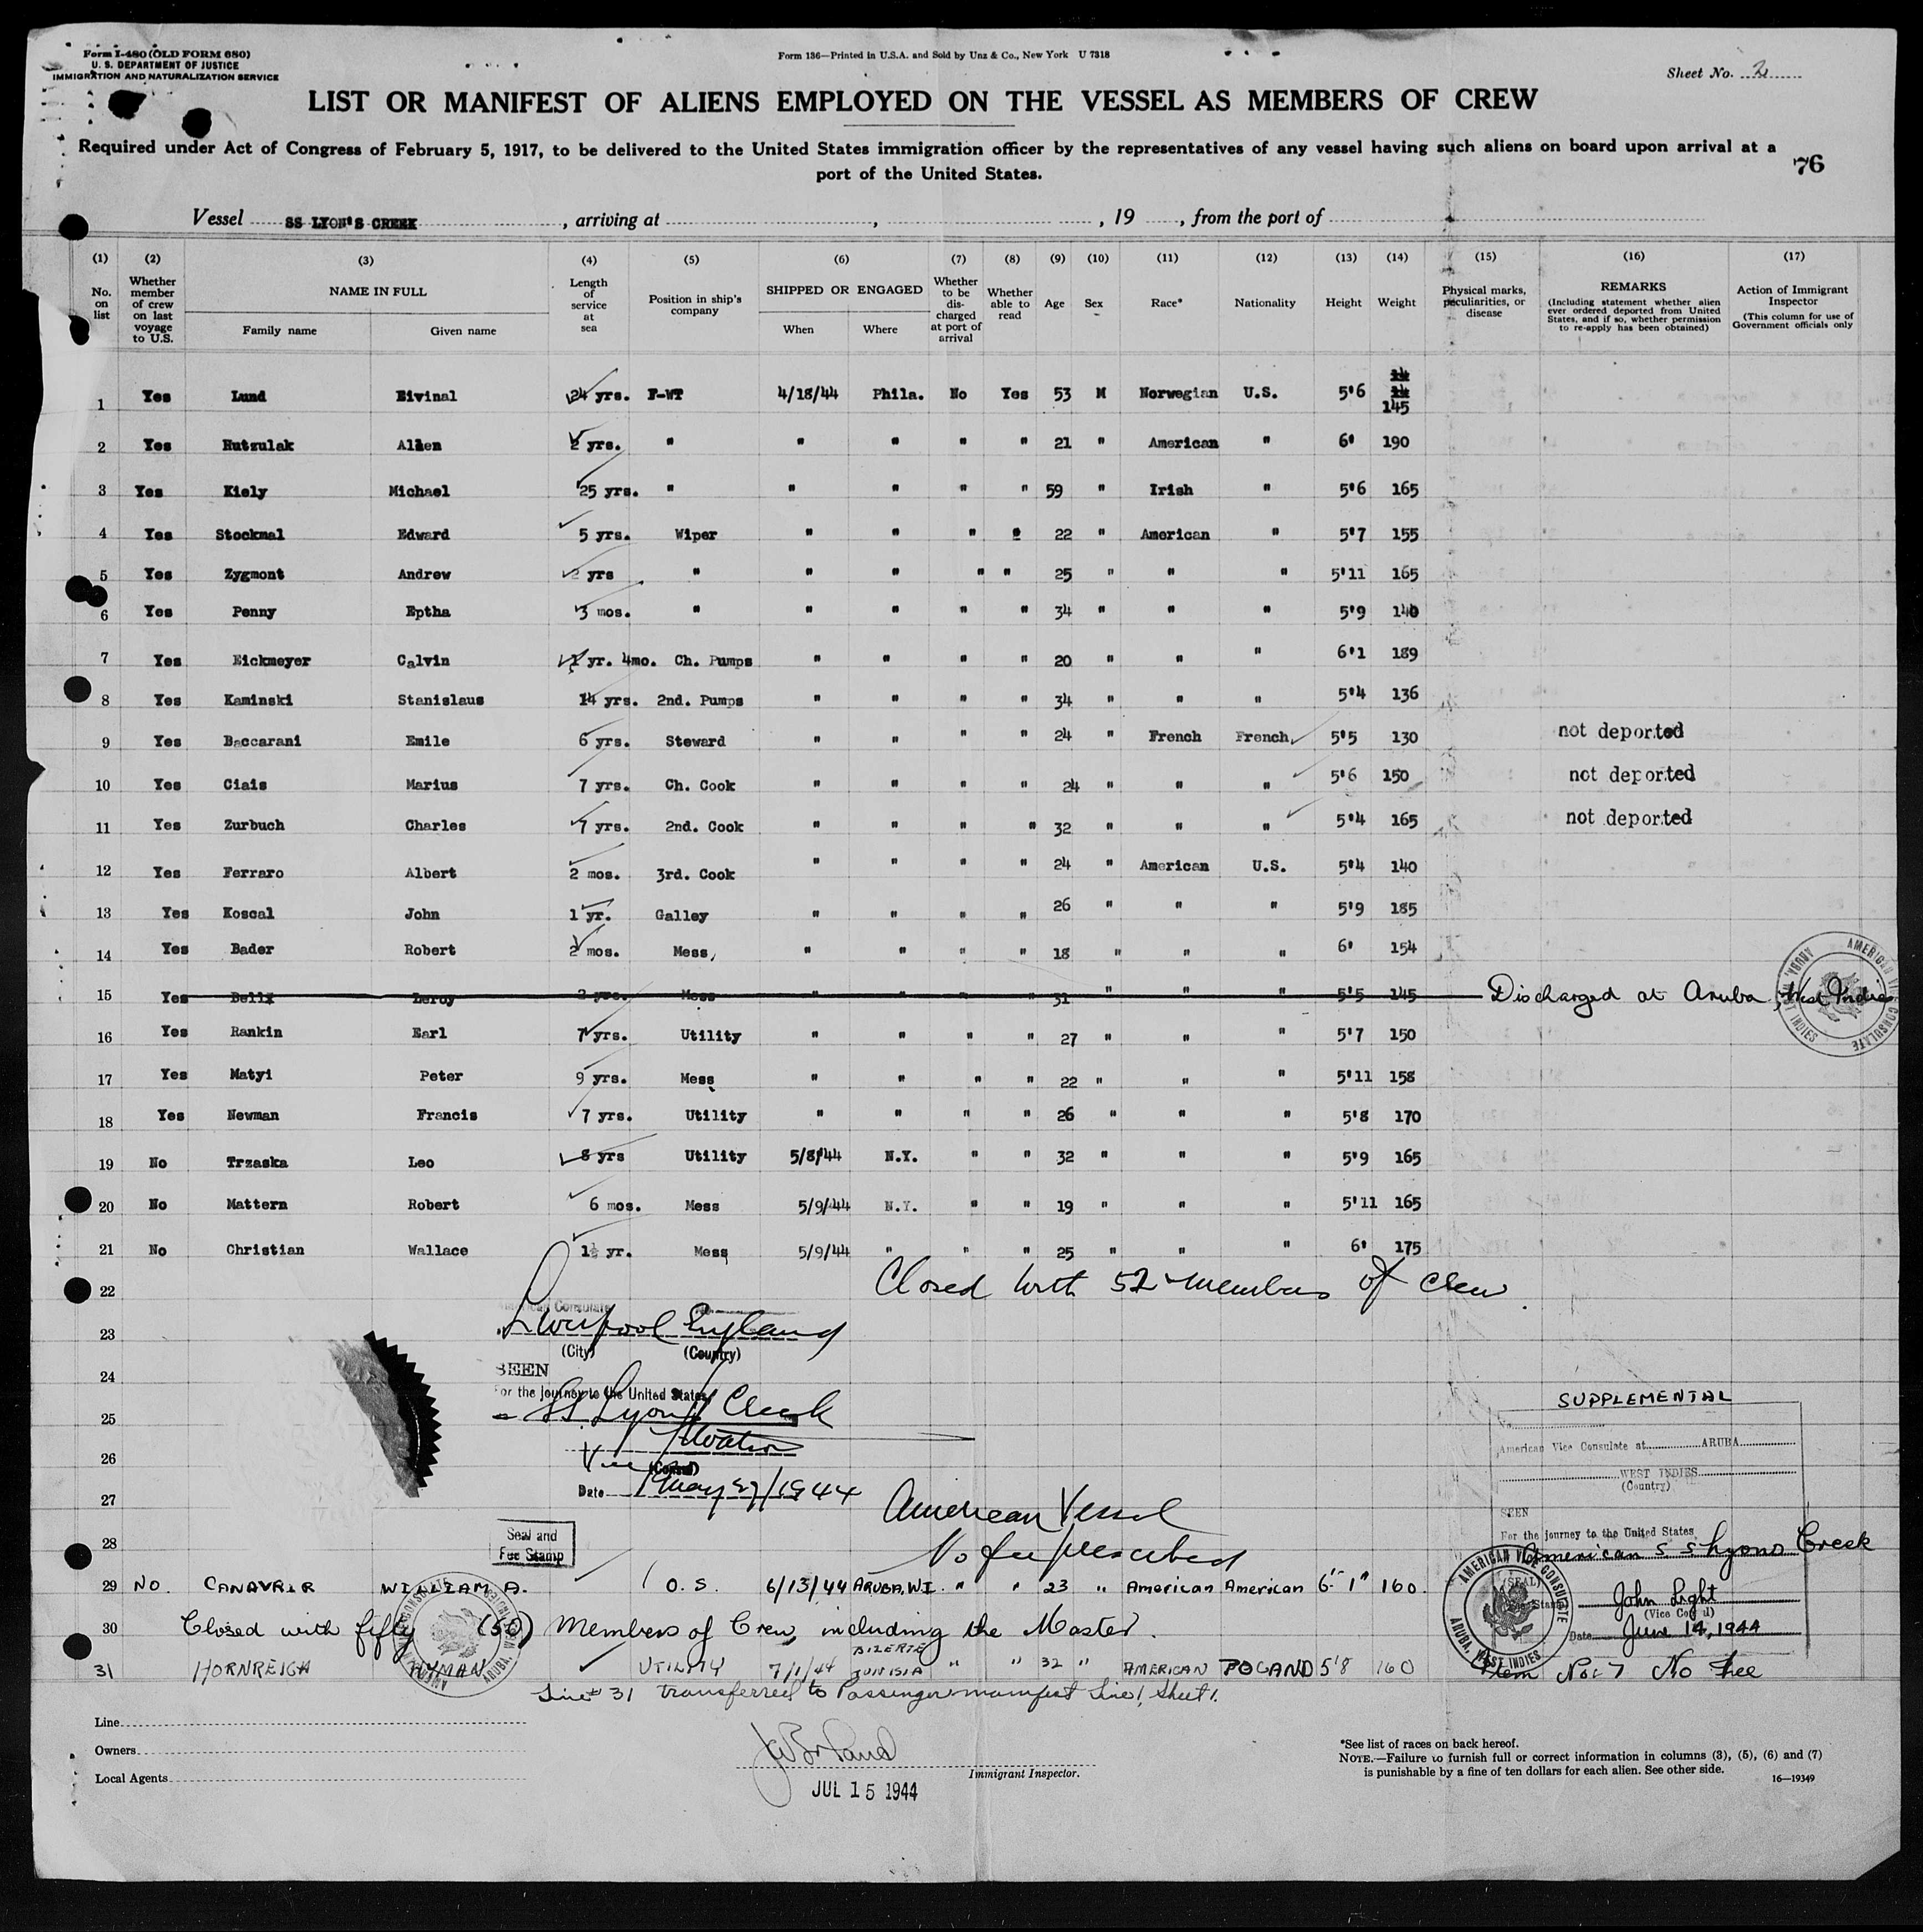 Form I-480 (OLD FORM 680)
U. S. DEPARTMENT OF JUSTICE
IMMIGRATION AND NATURALIZATION SERVICE
Form 136—Printed in U.S.A. and Sold by Unz & Co., New York U 7318
Sheet No. 2
LIST OR MANIFEST OF ALIENS EMPLOYED ON THE VESSEL AS MEMBERS OF CREW
Required under Act of Congress of February 5, 1917, to be delivered to the United States immigration officer by the representatives of any vessel having such aliens on board upon arrival at a
port of the United States.
76
Vessel SS LYON'S CREEK, arriving at , , 19 , from the port of
(1) No. on list
(2) Whether member of crew on last voyage to U.S.
(3) NAME IN FULL Family name Given name
(4) Length of service at sea
(5) Position in ship's company
(6) SHIPPED OR ENGAGED When Where
(7) Whether to be discharged at port of arrival
(8) Whether able to read
(9) Age
(10) Sex
(11) Race*
(12) Nationality
(13) Height
(14) Weight
(15) Physical marks, peculiarities, or disease
(16) REMARKS (Including statement whether alien ever ordered deported from United States, and if so, whether permission to re-apply has been obtained)
(17) Action of Immigrant Inspector (This column for use of Government officials only
1 Yes Lund Eivinal 24 yrs. F-WT 4/18/44 Phila. No Yes 53 M Norwegian U.S. 5'6 145
2 Yes Hutzulak Allen 2 yrs. " " " " " 21 " American " 6' 190
3 Yes Kiely Michael 25 yrs. " " " " " 59 " Irish " 5'6 165
4 Yes Stockmal Edward 5 yrs. Wiper " " " " 22 " American " 5'7 155
5 Yes Zygmont Andrew 2 yrs " " " " " 25 " " " 5'11 165
6 Yes Penny Eptha 3 mos. " " " " " 34 " " " 5'9 140
7 Yes Eickmeyer Calvin 1 yr. 4mo. Ch. Pumps " " " " 20 " " " 6'1 189
8 Yes Kaminski Stanislaus 14 yrs. 2nd. Pumps " " " " 34 " " " 5'4 136
9 Yes Baccarani Emile 6 yrs. Steward " " " " 24 " French French 5'5 130 not deported
10 Yes Ciais Marius 7 yrs. Ch. Cook " " " " 24 " " " 5'6 150 not deported
11 Yes Zurbuch Charles 7 yrs. 2nd. Cook " " " " 32 " " " 5'4 165 not deported
12 Yes Ferraro Albert 2 mos. 3rd. Cook " " " " 24 " American U.S. 5'4 140
13 Yes Koscal John 1 yr. Galley " " " " 26 " " " 5'9 185
14 Yes Bader Robert 2 mos. Mess " " " " 18 " " " 6' 154
15 Yes Leroy 2 yrs. Mess " " " " 31 " " " 5'5 145 Discharged at Aruba, West Indies
16 Yes Rankin Earl 7 yrs. Utility " " " " 27 " " " 5'7 150
17 Yes Matyi Peter 9 yrs. Mess " " " " 22 " " " 5'11 158
18 Yes Newman Francis 7 yrs. Utility " " " " 26 " " " 5'8 170
19 No Trzaska Leo 8 yrs Utility 5/8/44 N.Y. " " 32 " " " 5'9 165
20 No Mattern Robert 6 mos. Mess 5/9/44 N.Y. " " 19 " " " 5'11 165
21 No Christian Wallace 1½ yr. Mess 5/9/44 " " " 25 " " " 6' 175
22 Closed with 52 members of crew.
American Consulate
23 Liverpool England
(City) (Country)
24 SEEN
For the journey to the United States
25 SS Lyon's Creek
26 Vice (Consul)
Date May 27/1944
27 American Vessel
28 No fee prescribed
Seal and
Fee Stamp
SUPPLEMENTAL
No.
American Vice Consulate at ARUBA
WEST INDIES
(Country)
SEEN
For the journey to the United States
American S S Lyons Creek
(SEAL)
John Light
(Vice Consul)
Date June 14, 1944
Item No. 7 No Fee
AMERICAN VICE CONSULATE ARUBA, WEST INDIES
29 NO. CANAVRIR WILLIAM A. O.S. 6/13/44 ARUBA, W.I. " " 23 " American American 6'-1" 160.
30 Closed with fifty (50) Members of Crew, including the Master.
31 HORNREICH HYMAN UTILITY 7/1/44 BIZERTE TUNISIA " " 32 " AMERICAN POLAND 5'8 160
Line # 31 transferred to Passenger manifest Line 1, Sheet 1.
Line
Owners
Local Agents
Immigrant Inspector.
JUL 15 1944
*See list of races on back hereof.
NOTE.—Failure to furnish full or correct information in columns (3), (5), (6) and (7)
is punishable by a fine of ten dollars for each alien. See other side.
16—19349